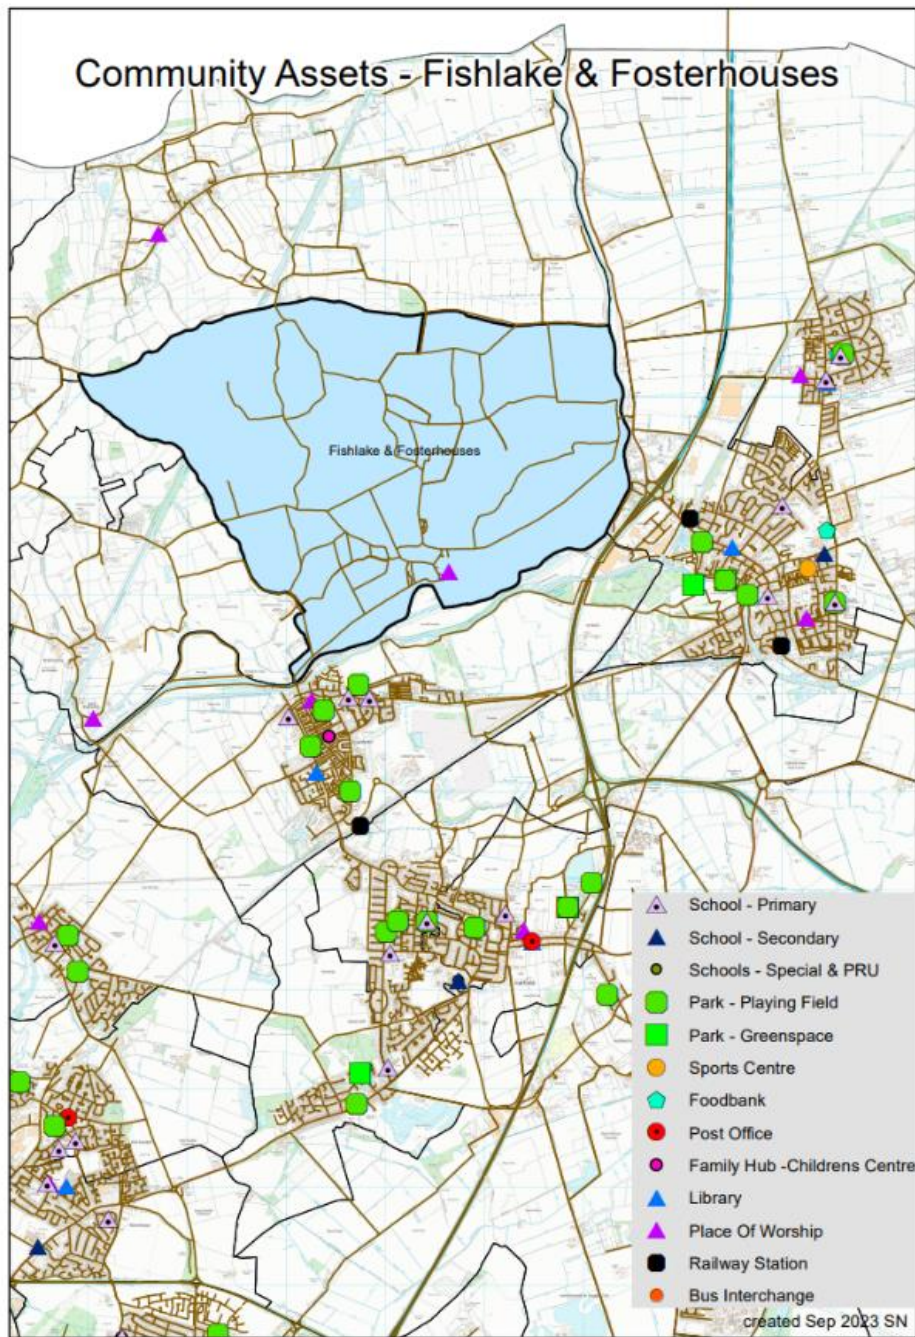 Community Assets - Fishlake & Fosterhouses
Fishlake & Fosterhouses
School - Primary
School - Secondary
Schools - Special & PRU
Park - Playing Field
Park - Greenspace
Sports Centre
Foodbank
Post Office
Family Hub -Childrens Centre
Library
Place Of Worship
Railway Station
Bus Interchange
created Sep 2023 SN